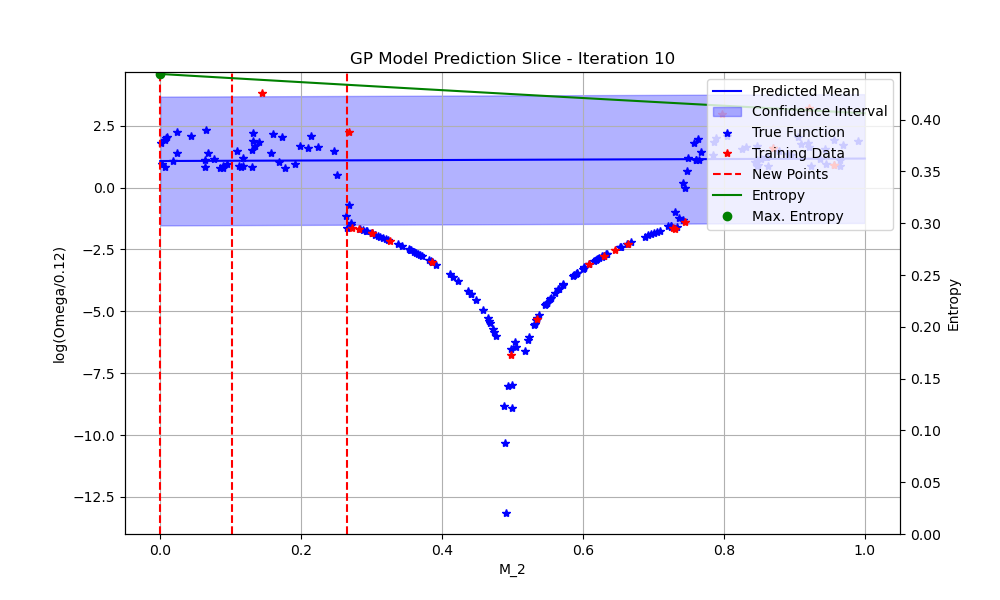 GP Model Prediction Slice - Iteration 10
Predicted Mean
Confidence Interval
True Function
Training Data
New Points
Entropy
Max. Entropy
log(Omega/0.12)
2.5
0.0
−2.5
−5.0
−7.5
−10.0
−12.5
0.0
0.2
0.4
0.6
0.8
1.0
M_2
0.40
0.35
0.30
0.25
0.20
0.15
0.10
0.05
0.00
Entropy